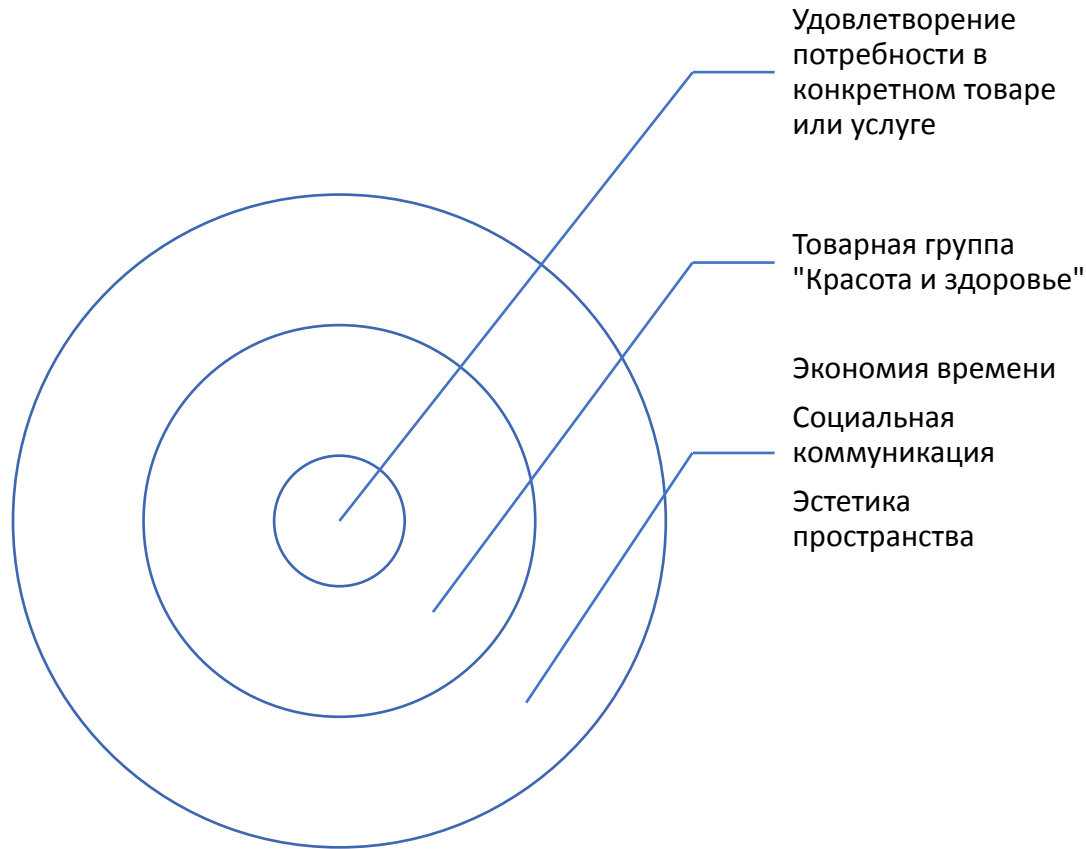 Удовлетворение
потребности в
конкретном товаре
или услуге
Товарная группа
"Красота и здоровье"
Экономия времени
Социальная
коммуникация
Эстетика
пространства